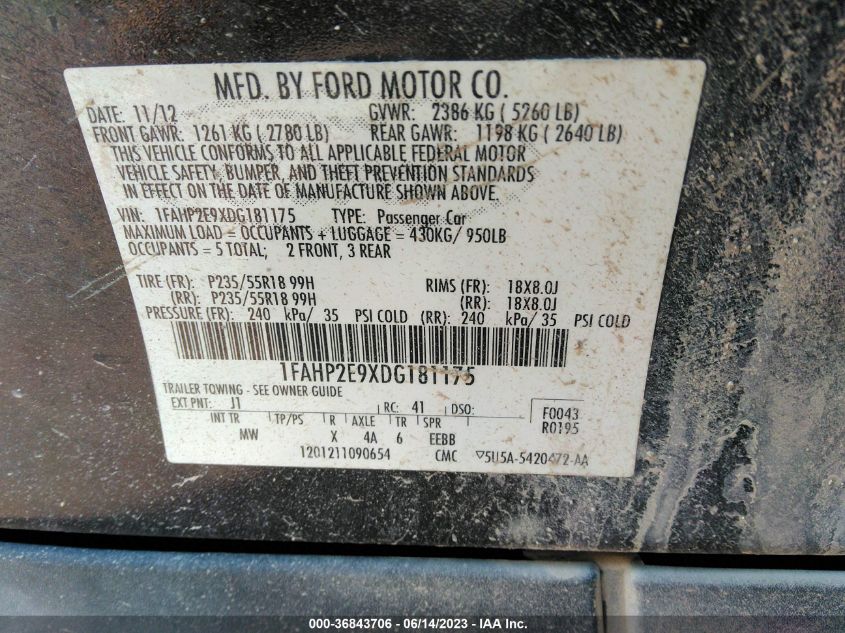 MFD. BY FORD MOTOR CO.
DATE: 11/12 GVWR: 2386 KG ( 5260 LB)
FRONT GAWR: 1261 KG ( 2780 LB) REAR GAWR: 1198 KG ( 2640 LB)
THIS VEHICLE CONFORMS TO ALL APPLICABLE FEDERAL MOTOR
VEHICLE SAFETY, BUMPER, AND THEFT PREVENTION STANDARDS
IN EFFECT ON THE DATE OF MANUFACTURE SHOWN ABOVE.
VIN: 1FAHP2E9XDG181175 TYPE: Passenger Car
MAXIMUM LOAD = OCCUPANTS + LUGGAGE = 430KG/ 950LB
OCCUPANTS = 5 TOTAL; 2 FRONT, 3 REAR
TIRE (FR): P235/55R18 99H RIMS (FR): 18X8.0J
(RR): P235/55R18 99H (RR): 18X8.0J
PRESSURE (FR): 240 kPa/ 35 PSI COLD (RR): 240 kPa/ 35 PSI COLD
1FAHP2E9XDG181175
TRAILER TOWING - SEE OWNER GUIDE
EXT PNT: J1 RC: 41 DSO: F0043
INT TR TP/PS R AXLE TR SPR R0195
MW X 4A 6 EEBB
1201211090654 CMC 5U5A-5420472-AA
000-36843706 - 06/14/2023 - IAA Inc.